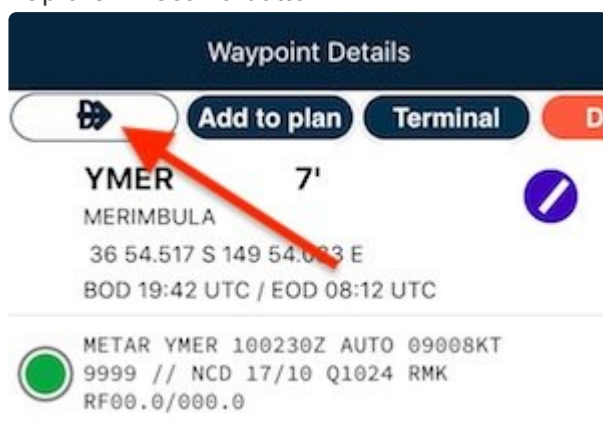 Waypoint Details
Add to plan Terminal D
YMER 7'
MERIMBULA
36 54.517 S 149 E
BOD 19:42 UTC / EOD 08:12 UTC
METAR YMER 100230Z AUTO 09008KT
9999 // NCD 17/10 Q1024 RMK
RF00.0/000.0